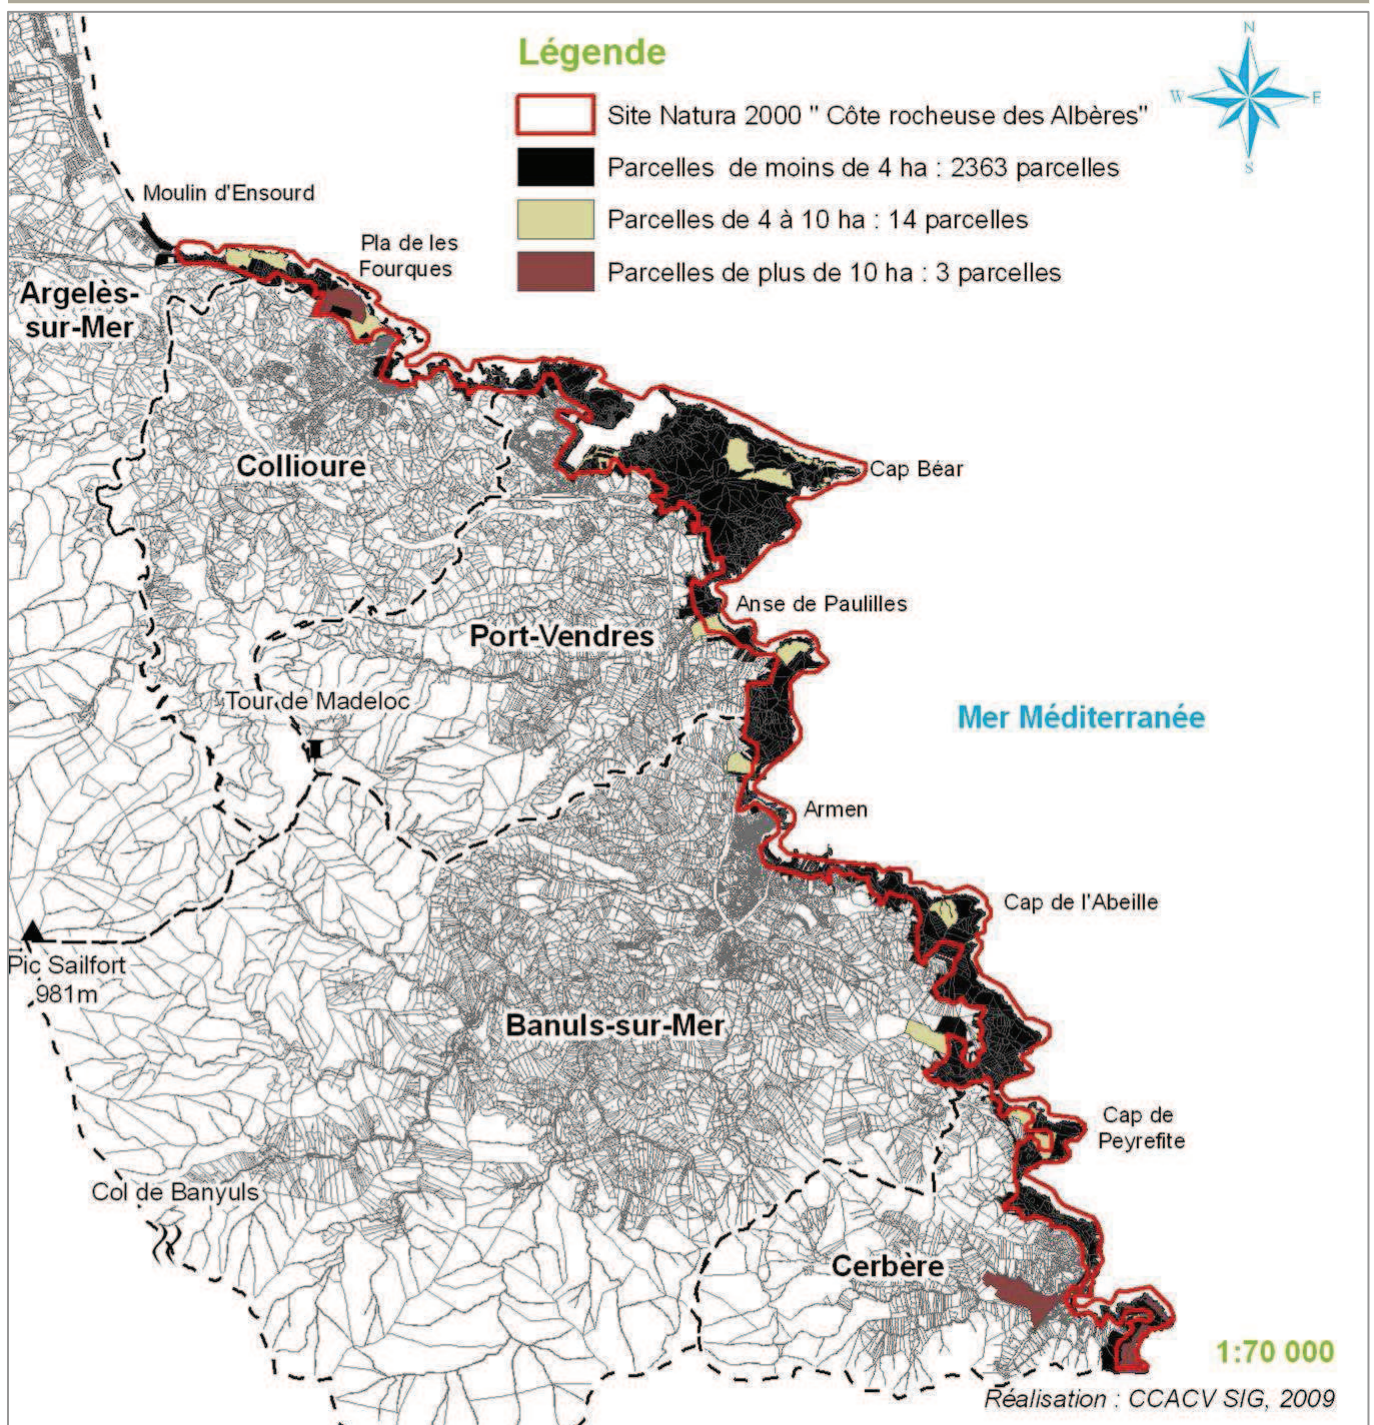 Légende
Site Natura 2000 " Côte rocheuse des Albères"
Parcelles de moins de 4 ha : 2363 parcelles
Parcelles de 4 à 10 ha : 14 parcelles
Parcelles de plus de 10 ha : 3 parcelles
N
W
E
S
Moulin d'Ensourd
Pla de les
Fourques
Argelès-
sur-Mer
Collioure
Cap Béar
Anse de Paulilles
Port-Vendres
Tour de Madeloc
Mer Méditerranée
Armen
Cap de l'Abeille
Pic Sailfort
981m
Banuls-sur-Mer
Cap de
Peyrefite
Col de Banyuls
Cerbère
1:70 000
Réalisation : CCACV SIG, 2009